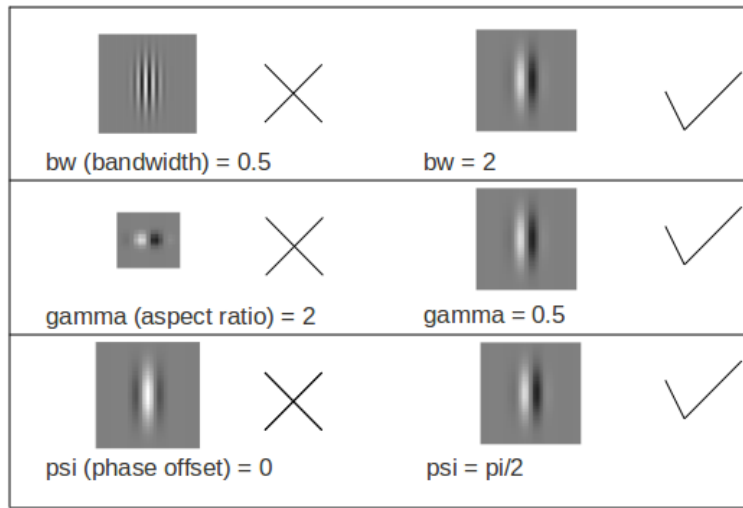 bw (bandwidth) = 0.5 bw = 2
gamma (aspect ratio) = 2 gamma = 0.5
psi (phase offset) = 0 psi = pi/2